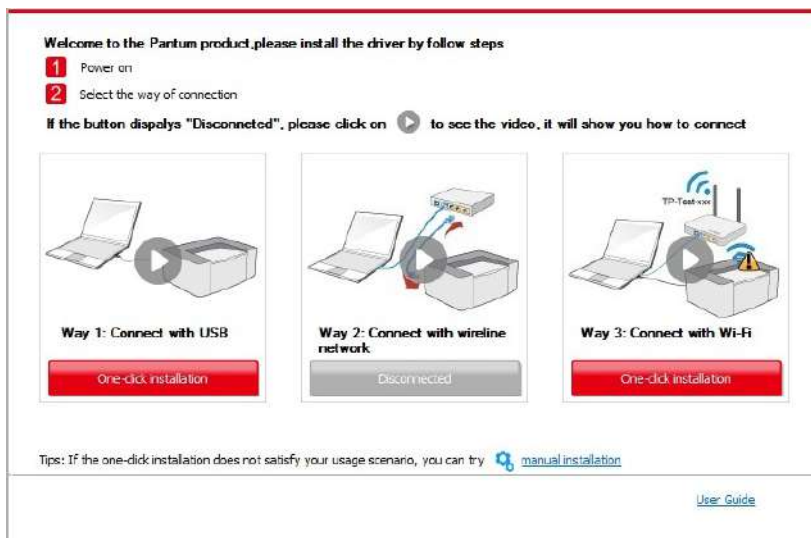 Welcome to the Pantum product,please install the driver by follow steps
1 Power on
2 Select the way of connection
If the button dispalys "Disconneted", please click on to see the video, it will show you how to connect
TP-Test-xxx
Way 1: Connect with USB
Way 2: Connect with wireline
network
Way 3: Connect with Wi-Fi
One-click installation
Disconnected
One-click installation
Tips: If the one-click installation does not satisfy your usage scenario, you can try manual installation
User Guide